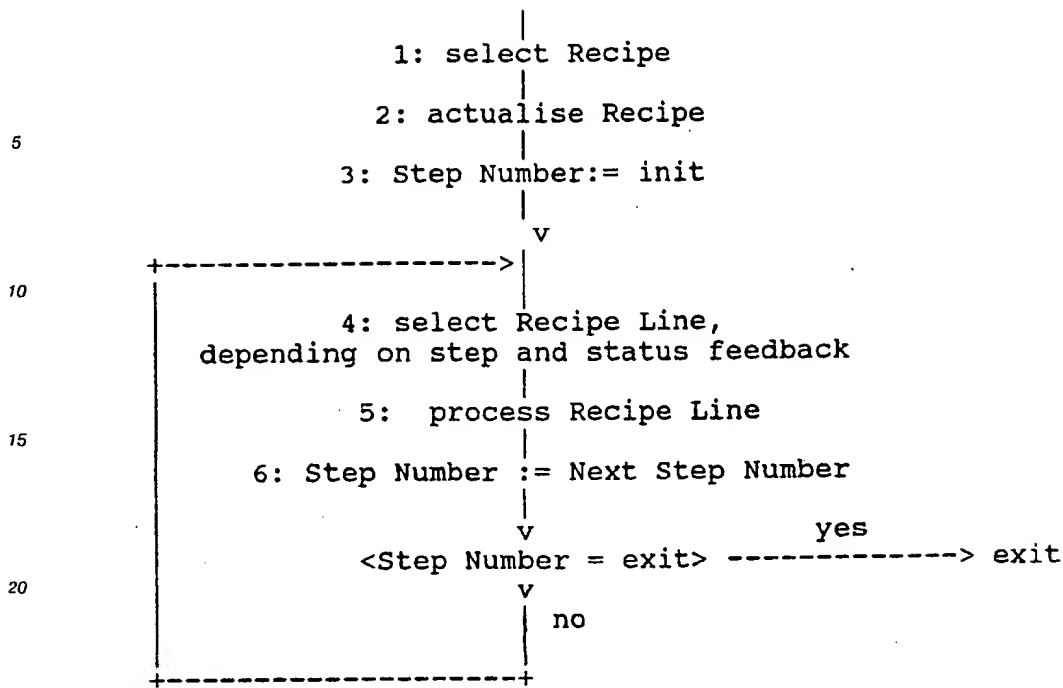 1: select Recipe
2: actualise Recipe
5
3: Step Number:= init
v
+-------------------->
10
4: select Recipe Line,
depending on step and status feedback
5: process Recipe Line
15
6: Step Number := Next Step Number
v yes
<Step Number = exit> -------------> exit
20 v
no
+---------------------+